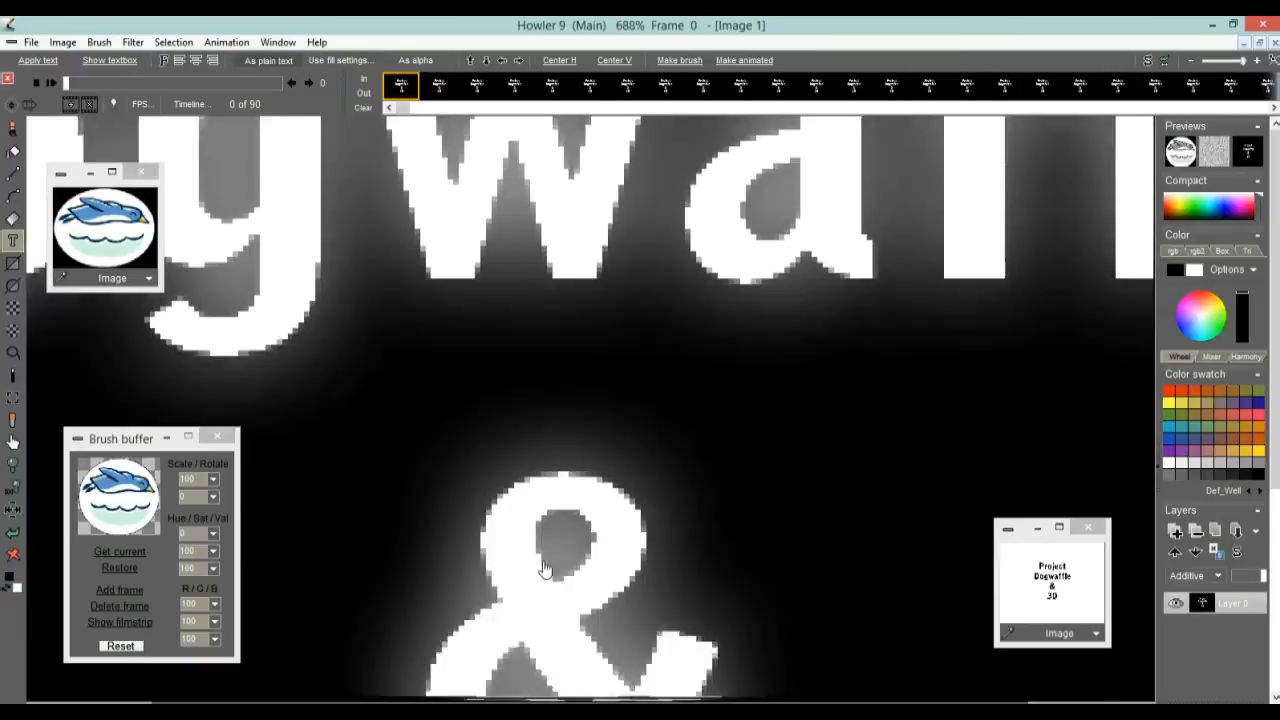 Howler 9 (Main) 688% Frame 0 - [Image 1]
File Image Brush Filter Selection Animation Window Help
Apply text Show textbox As plain text Use fill settings... As alpha Center H Center V Make brush Make animated
0 In
Out
FPS... Timeline... 0 of 90 Clear
Previews
Compact
Color
rgb rgb2 Box Tri
Options
Wheel Mixer Harmony
Color swatch
Def_Well
Layers
Additive
Layer 0
Image
Brush buffer
Scale / Rotate
100
0
Hue / Sat / Val
0
Get current 100
Restore 100
Add frame R / G / B
Delete frame 100
Show filmstrip 100
Reset 100
y w a
&
Project
Dogwaffle
&
3D
Image